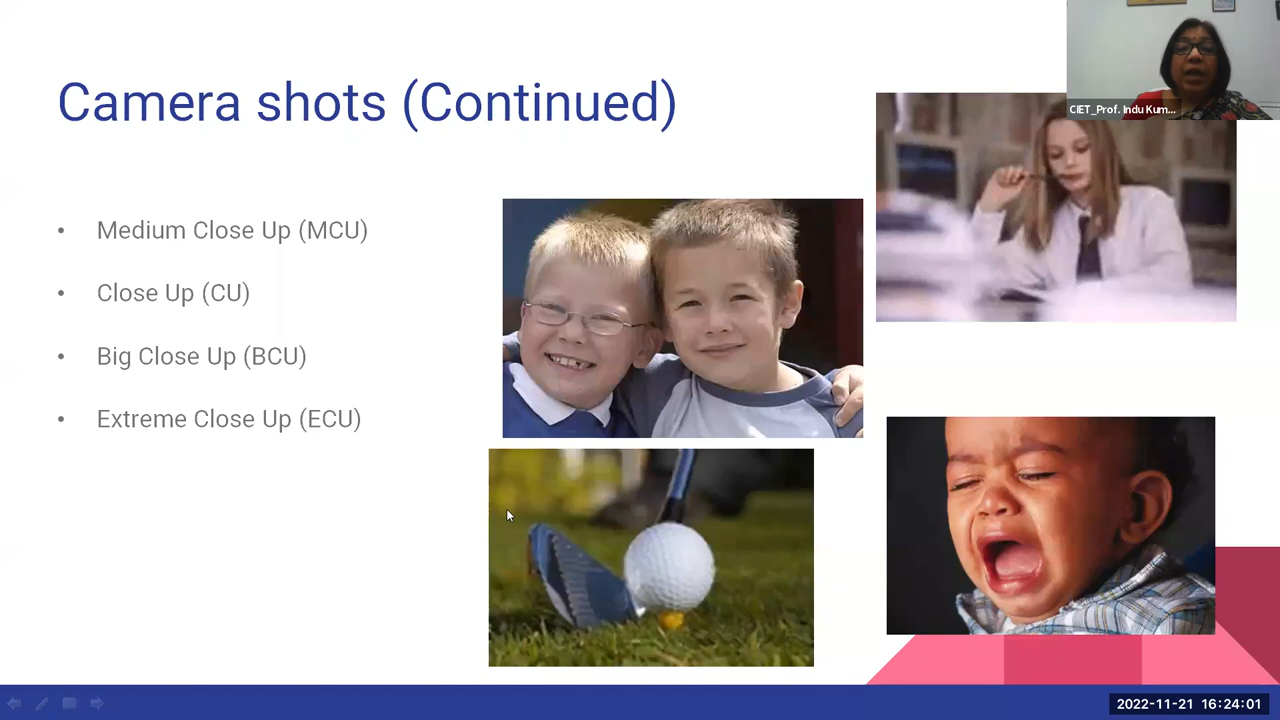 Camera shots (Continued)
CIET_Prof. Indu Kum...
• Medium Close Up (MCU)
• Close Up (CU)
• Big Close Up (BCU)
• Extreme Close Up (ECU)
2022-11-21 16:24:01